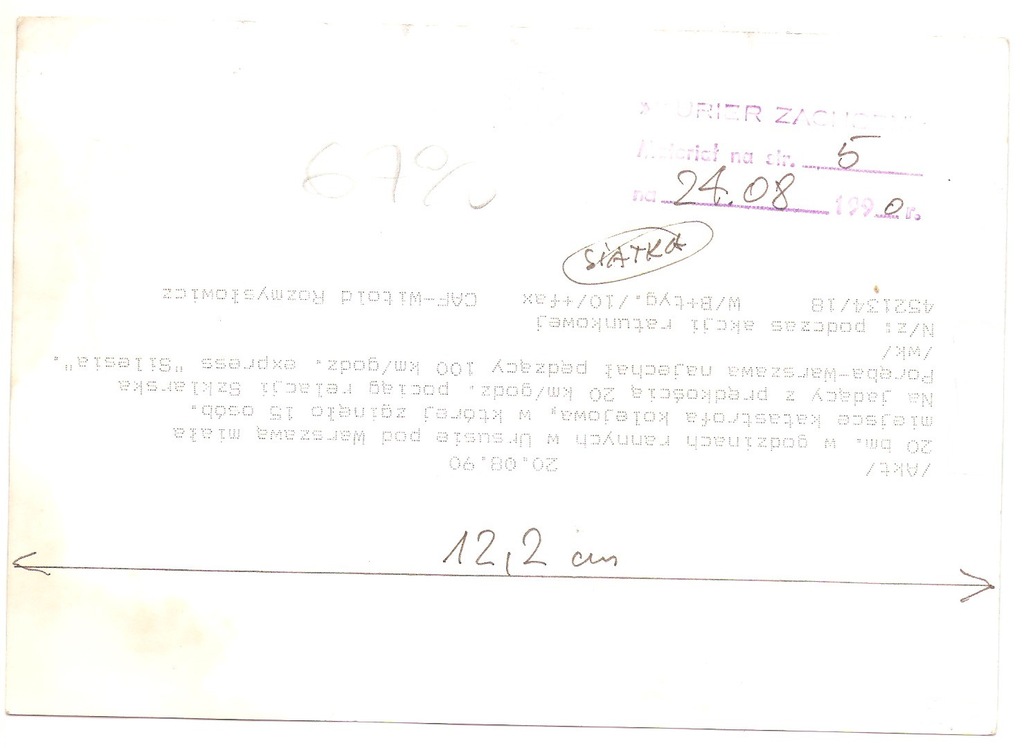 KURIER ZACHODNI
Materiał na str. 5
na 24.08 1990 r.
67%
SIATKA
/Akt/ 20.08.90
20 bm. w godzinach rannych w Ursusie pod Warszawą miała
miejsce katastrofa kolejowa, w której zginęło 15 osób.
Na jadący z prędkością 20 km/godz. pociąg relacji Szklarska
Poręba-Warszawa najechał pędzący 100 km/godz. express "Silesia".
/wk/
N/z: podczas akcji ratunkowej
452134/18 W/B+tyg./10/+fax CAF-Witold Rozmysłowicz
12,2 cm